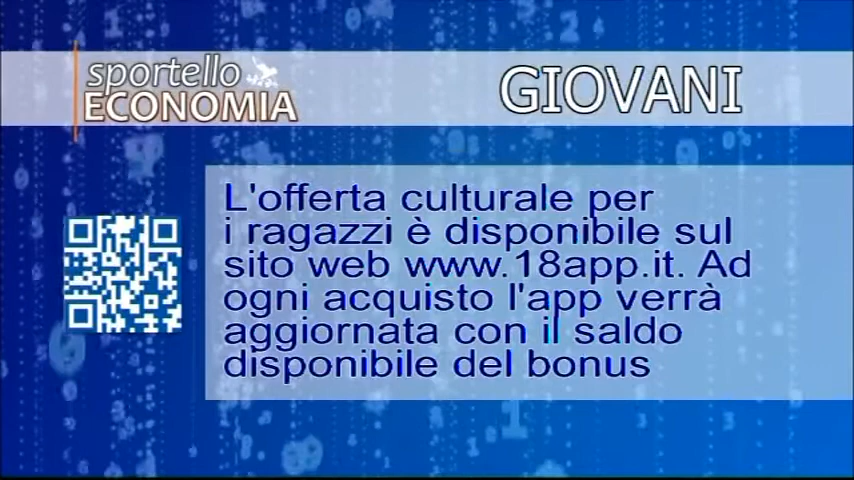 sportello
ECONOMIA
GIOVANI
L'offerta culturale per
i ragazzi è disponibile sul
sito web www.18app.it. Ad
ogni acquisto l'app verrà
aggiornata con il saldo
disponibile del bonus